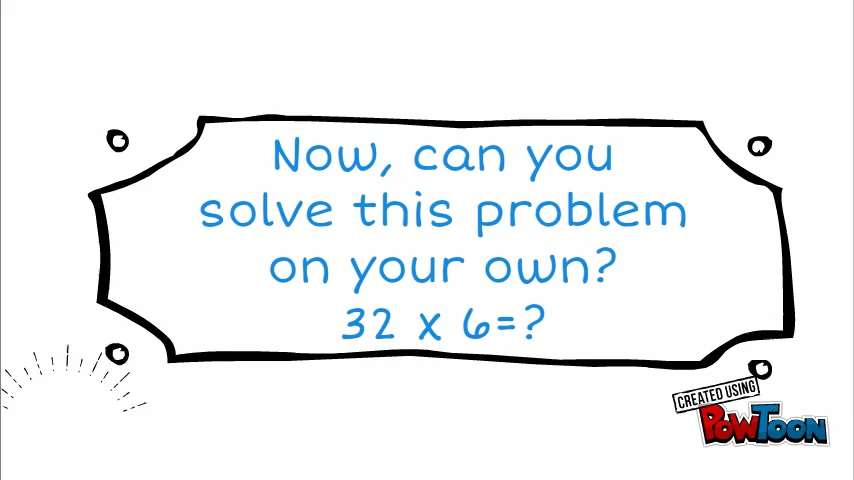 Now, can you
solve this problem
on your own?
32 x 6=?
CREATED USING
POWTOON